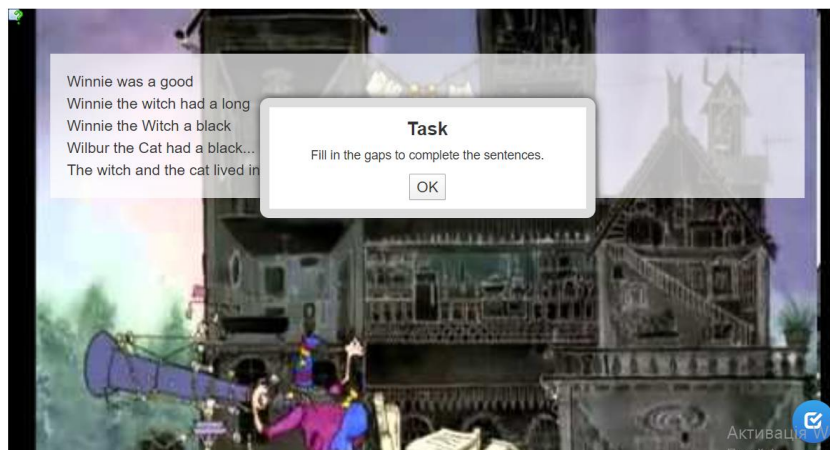 Winnie was a good
Winnie the witch had a long
Winnie the Witch a black
Wilbur the Cat had a black...
The witch and the cat lived in
Task
Fill in the gaps to complete the sentences.
OK
Активація W